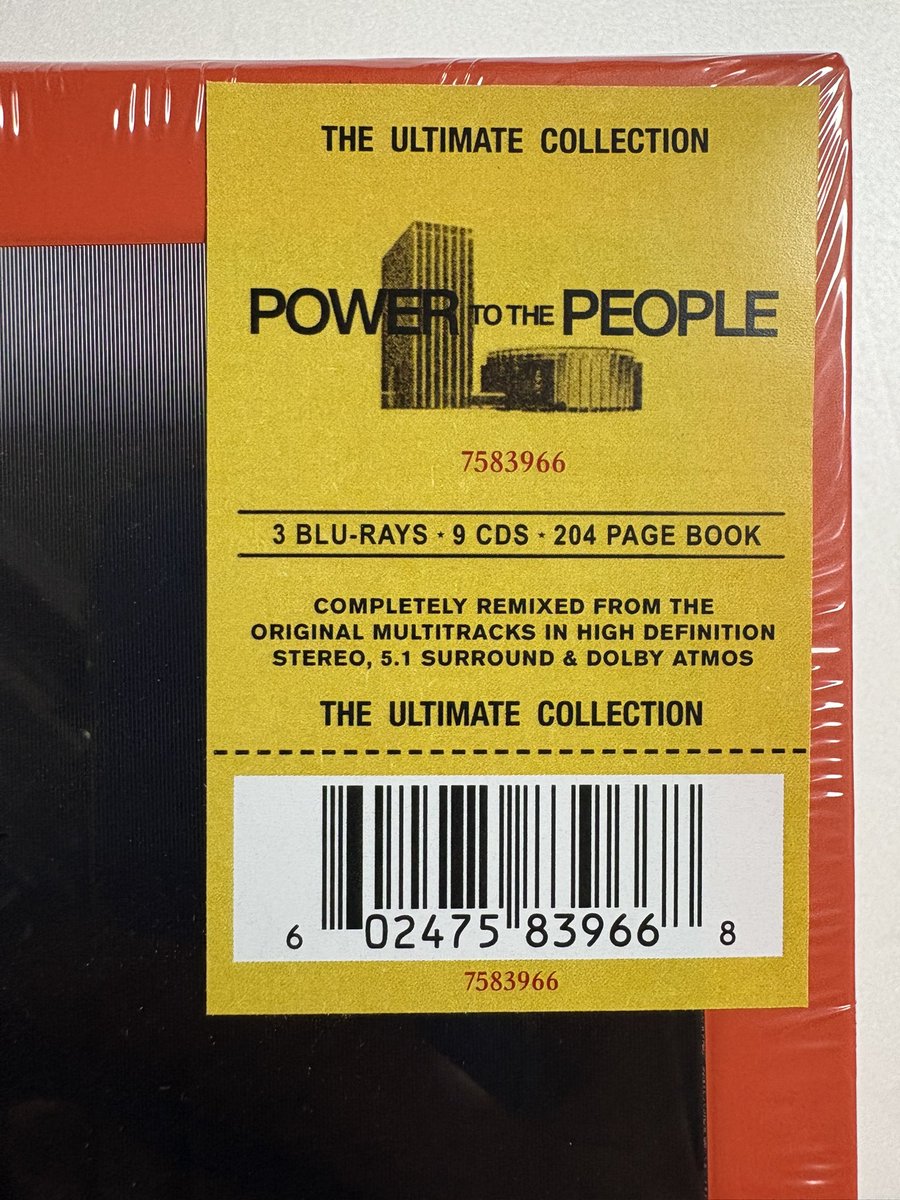 THE ULTIMATE COLLECTION
POWER TO THE PEOPLE
7583966
3 BLU-RAYS ⋆ 9 CDS ⋆ 204 PAGE BOOK
COMPLETELY REMIXED FROM THE
ORIGINAL MULTITRACKS IN HIGH DEFINITION
STEREO, 5.1 SURROUND & DOLBY ATMOS
THE ULTIMATE COLLECTION
6 02475 83966 8
7583966